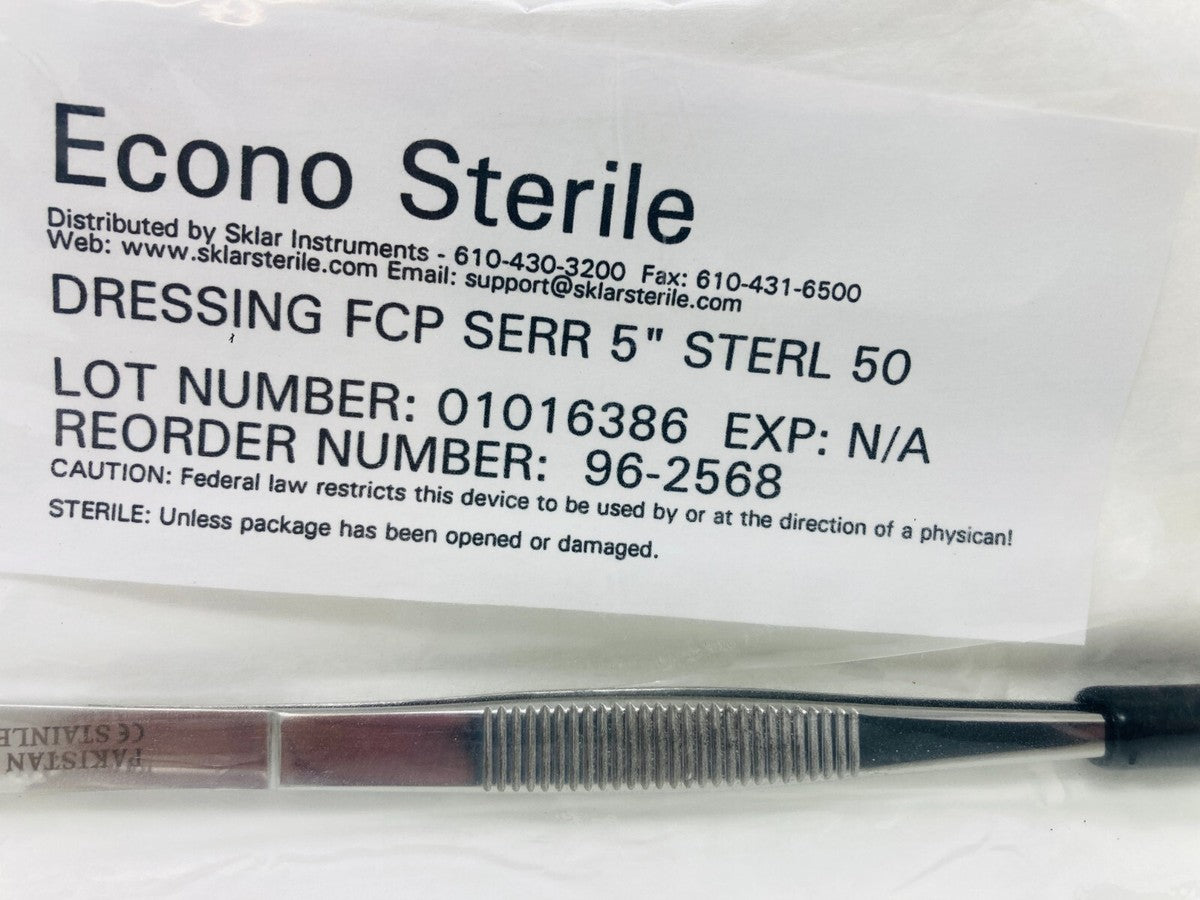 Econo Sterile
Distributed by Sklar Instruments - 610-430-3200 Fax: 610-431-6500
Web: www.sklarsterile.com Email: support@sklarsterile.com
DRESSING FCP SERR 5" STERL 50
LOT NUMBER: 01016386 EXP: N/A
REORDER NUMBER: 96-2568
CAUTION: Federal law restricts this device to be used by or at the direction of a physican!
STERILE: Unless package has been opened or damaged.
PAKISTAN
CE STAINLE